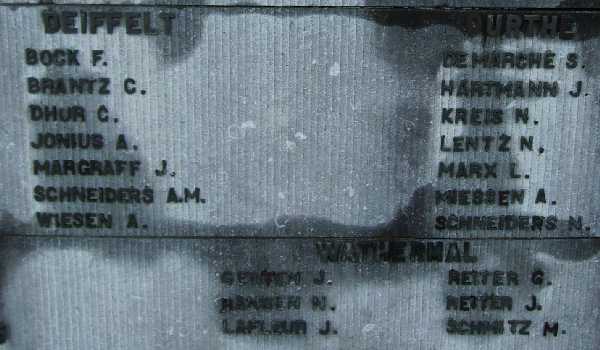 DEIFFELT
BOCK F.
BRANTZ C.
DHUR C.
JONIUS A.
MARGRAFF J.
SCHNEIDERS A.M.
WIESEN A.
OURTHE
DEMARCHE S.
HARTMANN J.
KREIS N.
LENTZ N.
MARX L.
MIESSEN A.
SCHNEIDERS N.
WATHERMAL
GENTEN J.
HANSEN N.
LAFLEUR J.
REITER G.
REITER J.
SCHMITZ M.